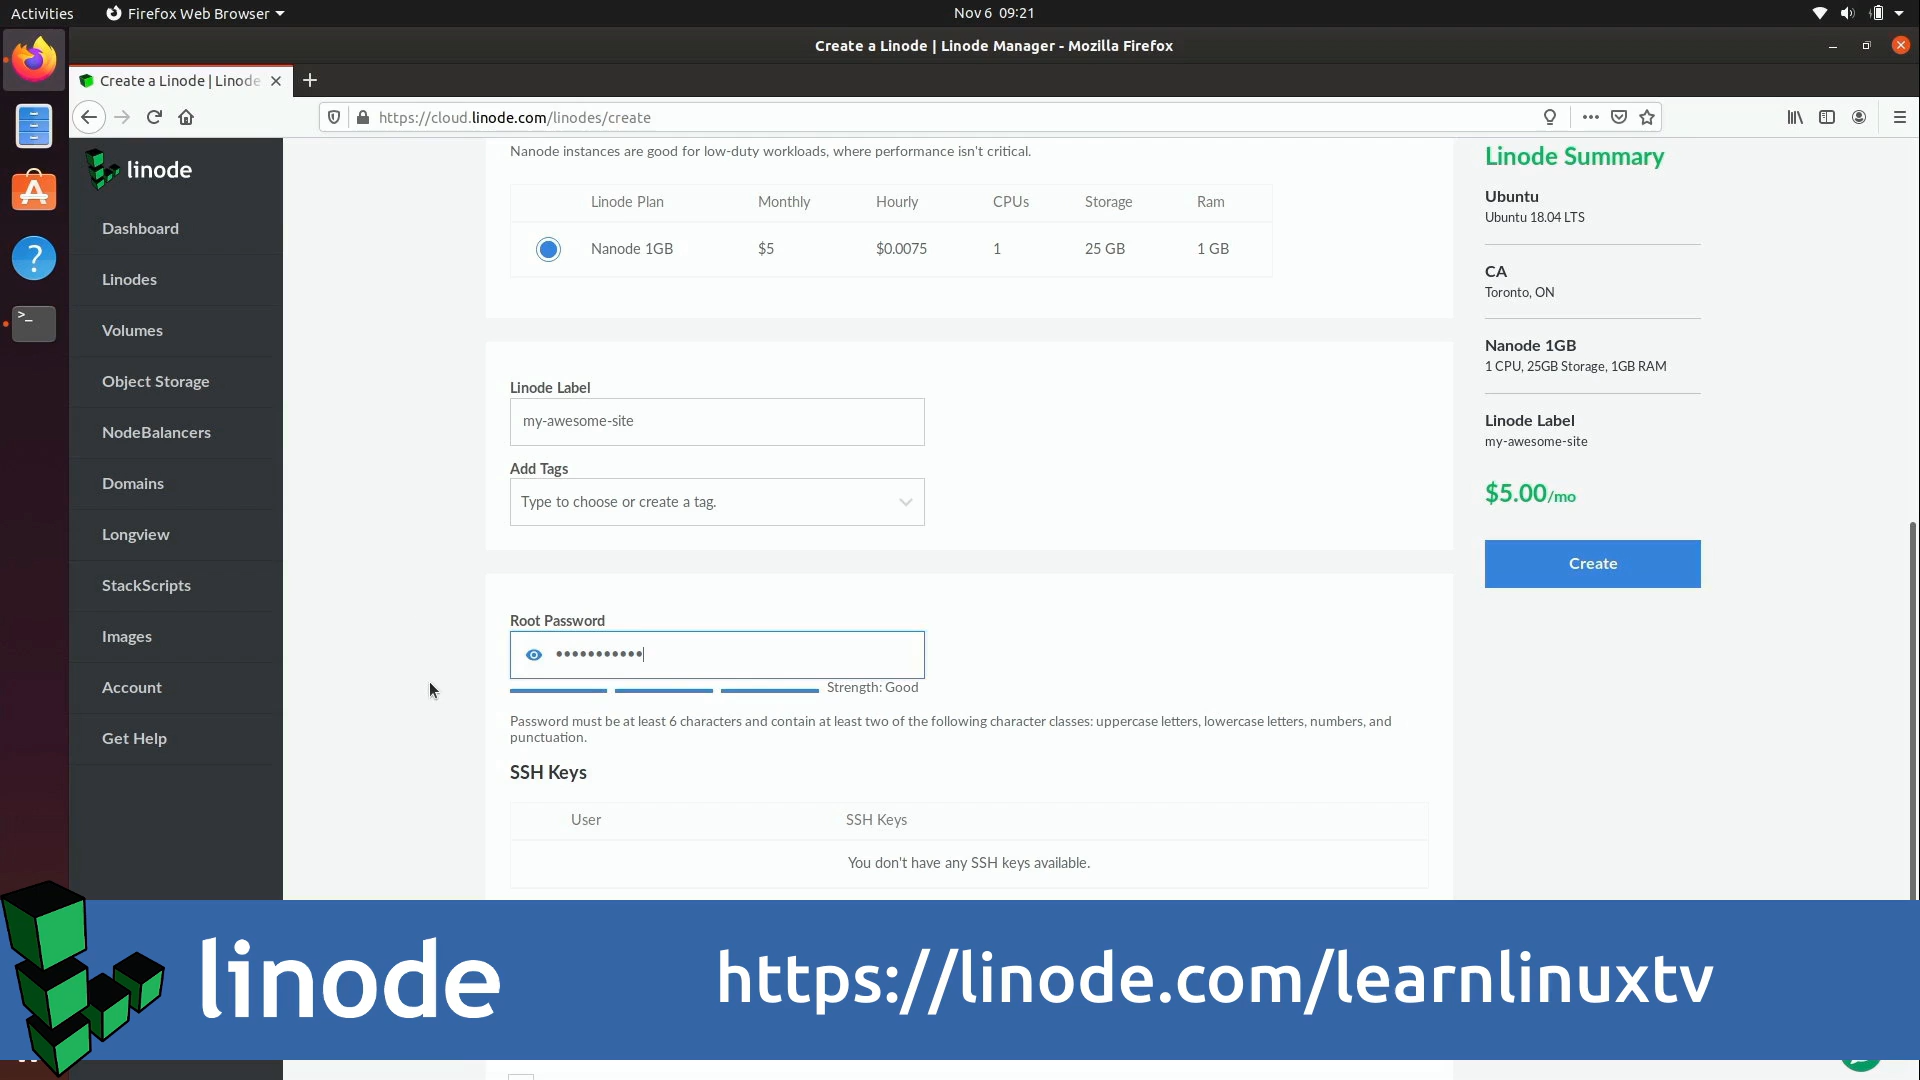 Activities
Firefox Web Browser
Nov 6 09:21
Create a Linode | Linode Manager - Mozilla Firefox
Create a Linode | Linode
https://cloud.linode.com/linodes/create
linode
Dashboard
Linodes
Volumes
Object Storage
NodeBalancers
Domains
Longview
StackScripts
Images
Account
Get Help
Nanode instances are good for low-duty workloads, where performance isn't critical.
Linode Plan Monthly Hourly CPUs Storage Ram
Nanode 1GB $5 $0.0075 1 25 GB 1 GB
Linode Label
my-awesome-site
Add Tags
Type to choose or create a tag.
Root Password
•••••••••••
Strength: Good
Password must be at least 6 characters and contain at least two of the following character classes: uppercase letters, lowercase letters, numbers, and
punctuation.
SSH Keys
User SSH Keys
You don't have any SSH keys available.
Linode Summary
Ubuntu
Ubuntu 18.04 LTS
CA
Toronto, ON
Nanode 1GB
1 CPU, 25GB Storage, 1GB RAM
Linode Label
my-awesome-site
$5.00/mo
Create
linode
https://linode.com/learnlinuxtv